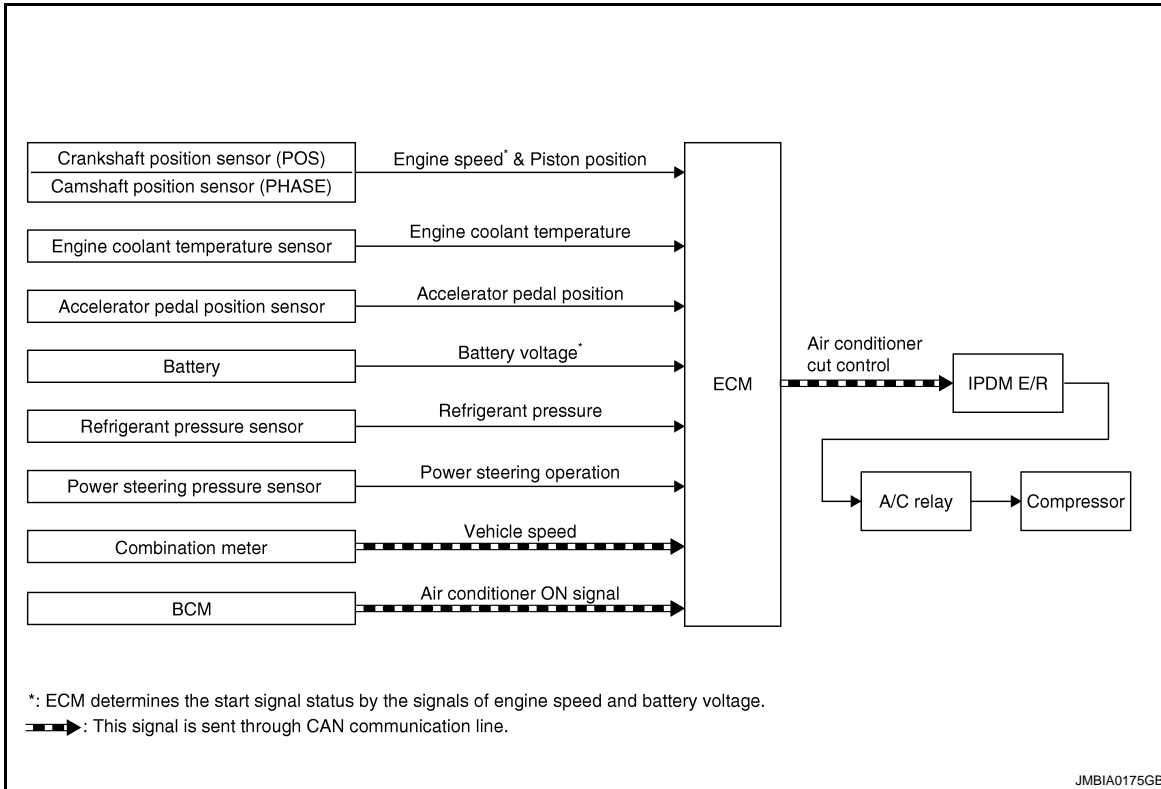 Crankshaft position sensor (POS)
Camshaft position sensor (PHASE)
Engine speed* & Piston position
Engine coolant temperature sensor
Engine coolant temperature
Accelerator pedal position sensor
Accelerator pedal position
Battery
Battery voltage*
Refrigerant pressure sensor
Refrigerant pressure
Power steering pressure sensor
Power steering operation
Combination meter
Vehicle speed
BCM
Air conditioner ON signal
ECM
Air conditioner
cut control
IPDM E/R
A/C relay
Compressor
*: ECM determines the start signal status by the signals of engine speed and battery voltage.
: This signal is sent through CAN communication line.
JMBIA0175GB